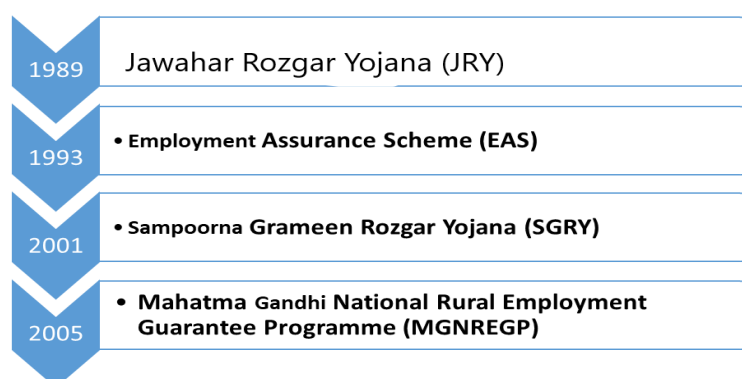 1989
Jawahar Rozgar Yojana (JRY)
1993
• Employment Assurance Scheme (EAS)
2001
• Sampoorna Grameen Rozgar Yojana (SGRY)
2005
• Mahatma Gandhi National Rural Employment
Guarantee Programme (MGNREGP)